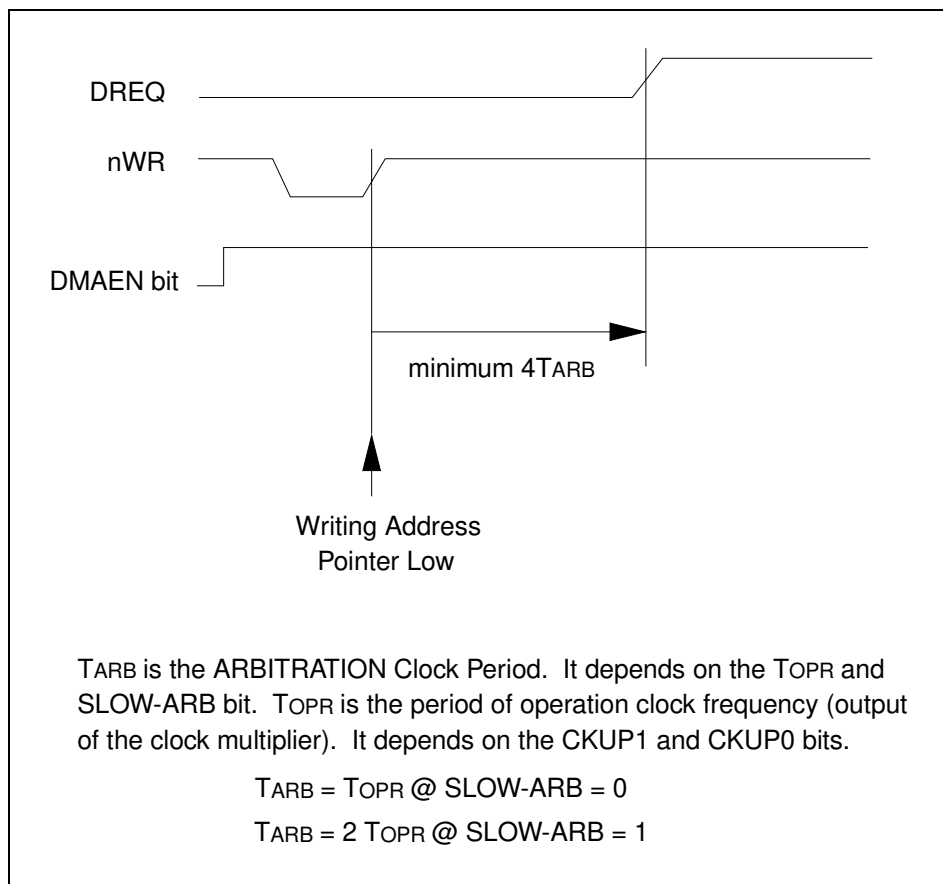 DREQ
nWR
DMAEN bit
minimum 4TARB
Writing Address
Pointer Low
TARB is the ARBITRATION Clock Period. It depends on the TOPR and
SLOW-ARB bit. TOPR is the period of operation clock frequency (output
of the clock multiplier). It depends on the CKUP1 and CKUP0 bits.
TARB = TOPR @ SLOW-ARB = 0
TARB = 2 TOPR @ SLOW-ARB = 1